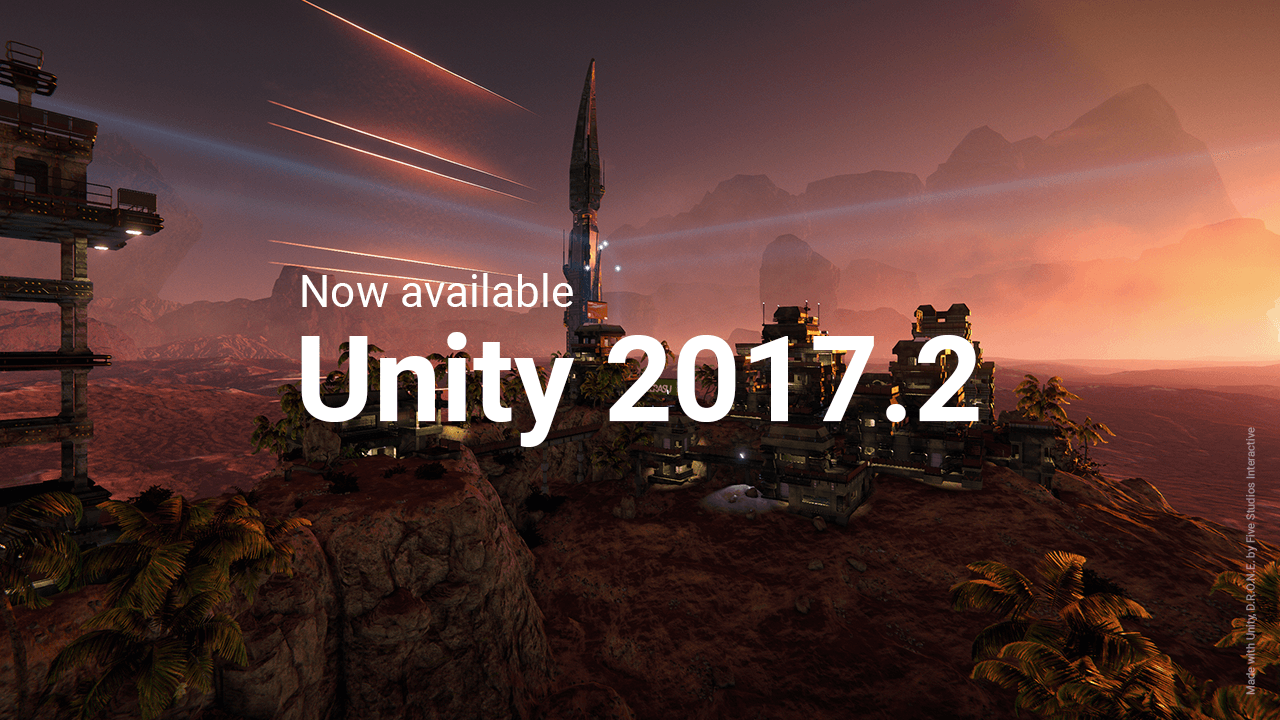 Now available
Unity 2017.2
Made with Unity, D.R.O.N.E. by Five Studios Interactive